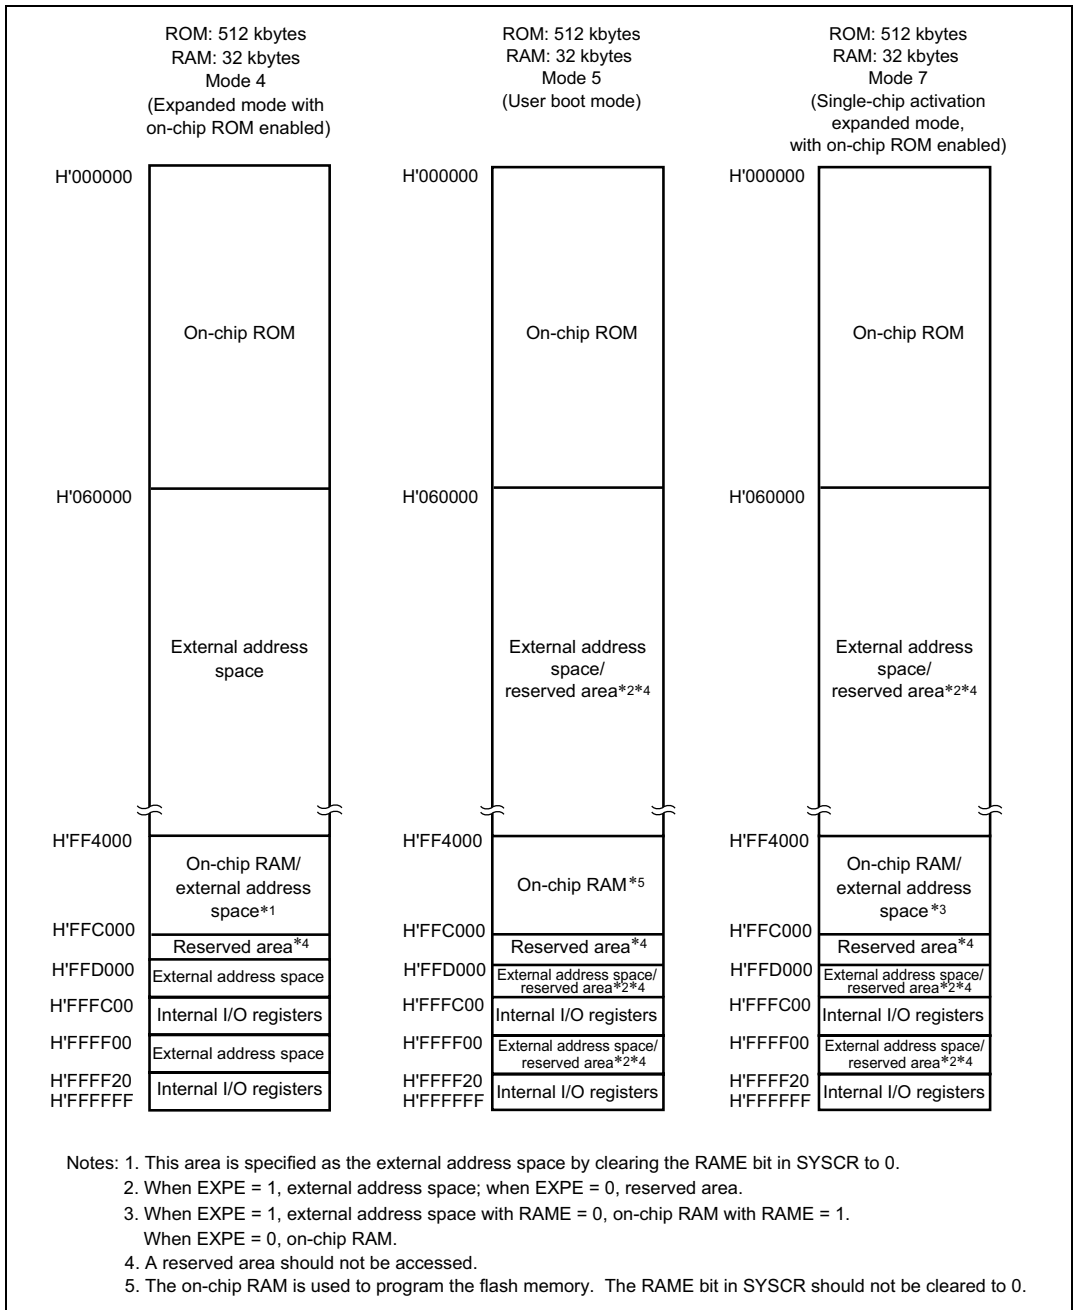 ROM: 512 kbytes
RAM: 32 kbytes
Mode 4
(Expanded mode with
on-chip ROM enabled)
H'000000
On-chip ROM
H'060000
External address
space
H'FF4000
On-chip RAM/
external address
space*1
H'FFC000
Reserved area*4
H'FFD000
External address space
H'FFFC00
Internal I/O registers
H'FFFF00
External address space
H'FFFF20
Internal I/O registers
H'FFFFFF
ROM: 512 kbytes
RAM: 32 kbytes
Mode 5
(User boot mode)
H'000000
On-chip ROM
H'060000
External address
space/
reserved area*2*4
H'FF4000
On-chip RAM*5
H'FFC000
Reserved area*4
H'FFD000
External address space/
reserved area*2*4
H'FFFC00
Internal I/O registers
H'FFFF00
External address space/
reserved area*2*4
H'FFFF20
Internal I/O registers
H'FFFFFF
ROM: 512 kbytes
RAM: 32 kbytes
Mode 7
(Single-chip activation
expanded mode,
with on-chip ROM enabled)
H'000000
On-chip ROM
H'060000
External address
space/
reserved area*2*4
H'FF4000
On-chip RAM/
external address
space*3
H'FFC000
Reserved area*4
H'FFD000
External address space/
reserved area*2*4
H'FFFC00
Internal I/O registers
H'FFFF00
External address space/
reserved area*2*4
H'FFFF20
Internal I/O registers
H'FFFFFF
Notes: 1. This area is specified as the external address space by clearing the RAME bit in SYSCR to 0.
2. When EXPE = 1, external address space; when EXPE = 0, reserved area.
3. When EXPE = 1, external address space with RAME = 0, on-chip RAM with RAME = 1.
When EXPE = 0, on-chip RAM.
4. A reserved area should not be accessed.
5. The on-chip RAM is used to program the flash memory. The RAME bit in SYSCR should not be cleared to 0.